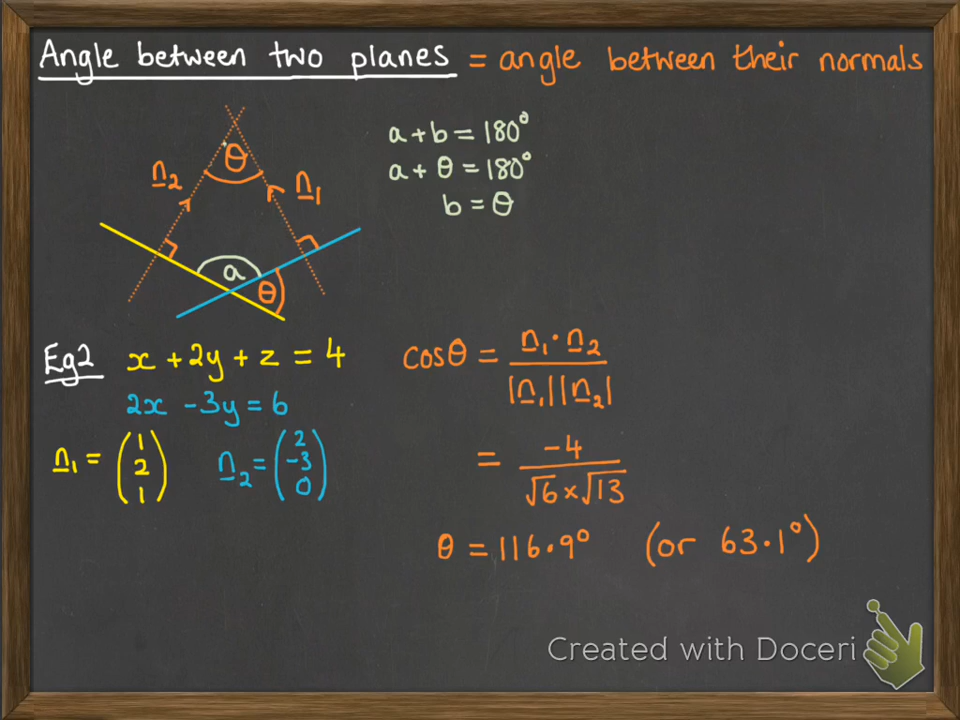 Angle between two planes = angle between their normals
a + b = 180°
a + θ = 180°
b = θ
n₂
θ
n₁
a
θ
Eg2 x + 2y + z = 4
2x - 3y = 6
n₁ = (1 2 1) n₂ = (2 -3 0)
cosθ = n₁ · n₂ / |n₁||n₂|
= -4 / √6 × √13
θ = 116.9° (or 63.1°)
Created with Doceri